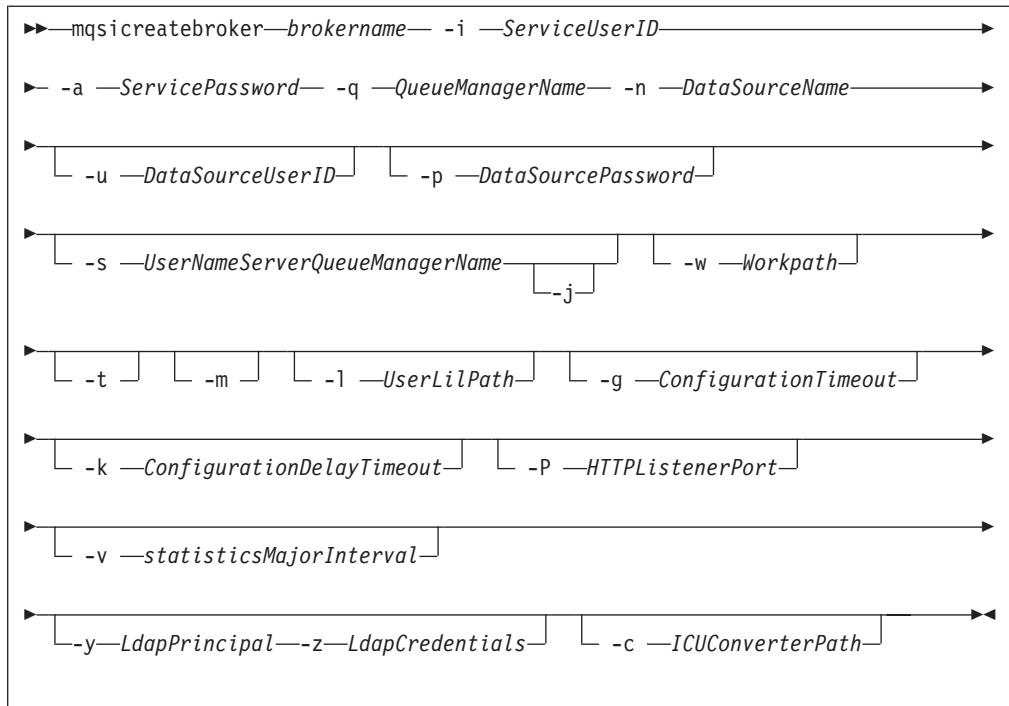 mqsicreatebroker brokername -i ServiceUserID
-a ServicePassword -q QueueManagerName -n DataSourceName
-u DataSourceUserID -p DataSourcePassword
-s UserNameServerQueueManagerName -w Workpath
-j
-t -m -l UserLilPath -g ConfigurationTimeout
-k ConfigurationDelayTimeout -P HTTPListenerPort
-v statisticsMajorInterval
-y LdapPrincipal -z LdapCredentials -c ICUConverterPath